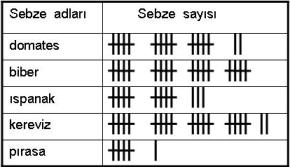 Sebze adları Sebze sayısı
domates
biber
ıspanak
kereviz
pırasa